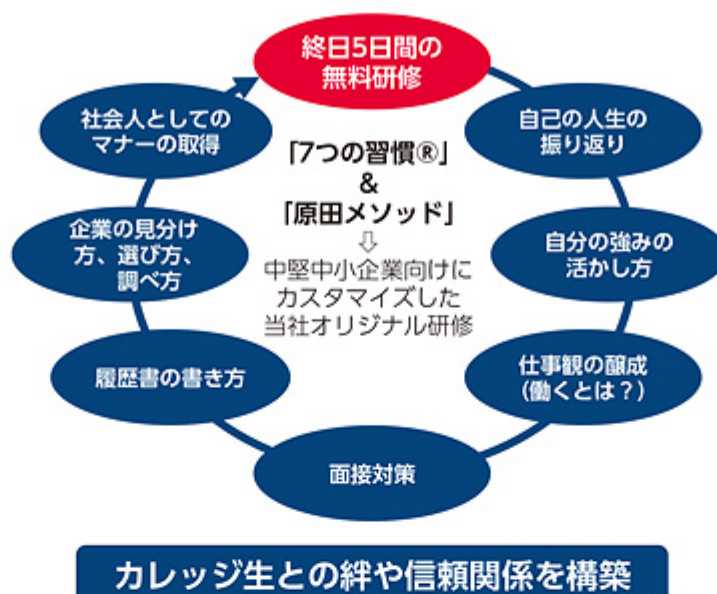 終日5日間の
無料研修
自己の人生の
振り返り
自分の強みの
活かし方
仕事観の醸成
(働くとは?)
面接対策
履歴書の書き方
企業の見分け
方、選び方、
調べ方
社会人としての
マナーの取得
「7つの習慣®」
&
「原田メソッド」
⇩
中堅中小企業向けに
カスタマイズした
当社オリジナル研修
カレッジ生との絆や信頼関係を構築